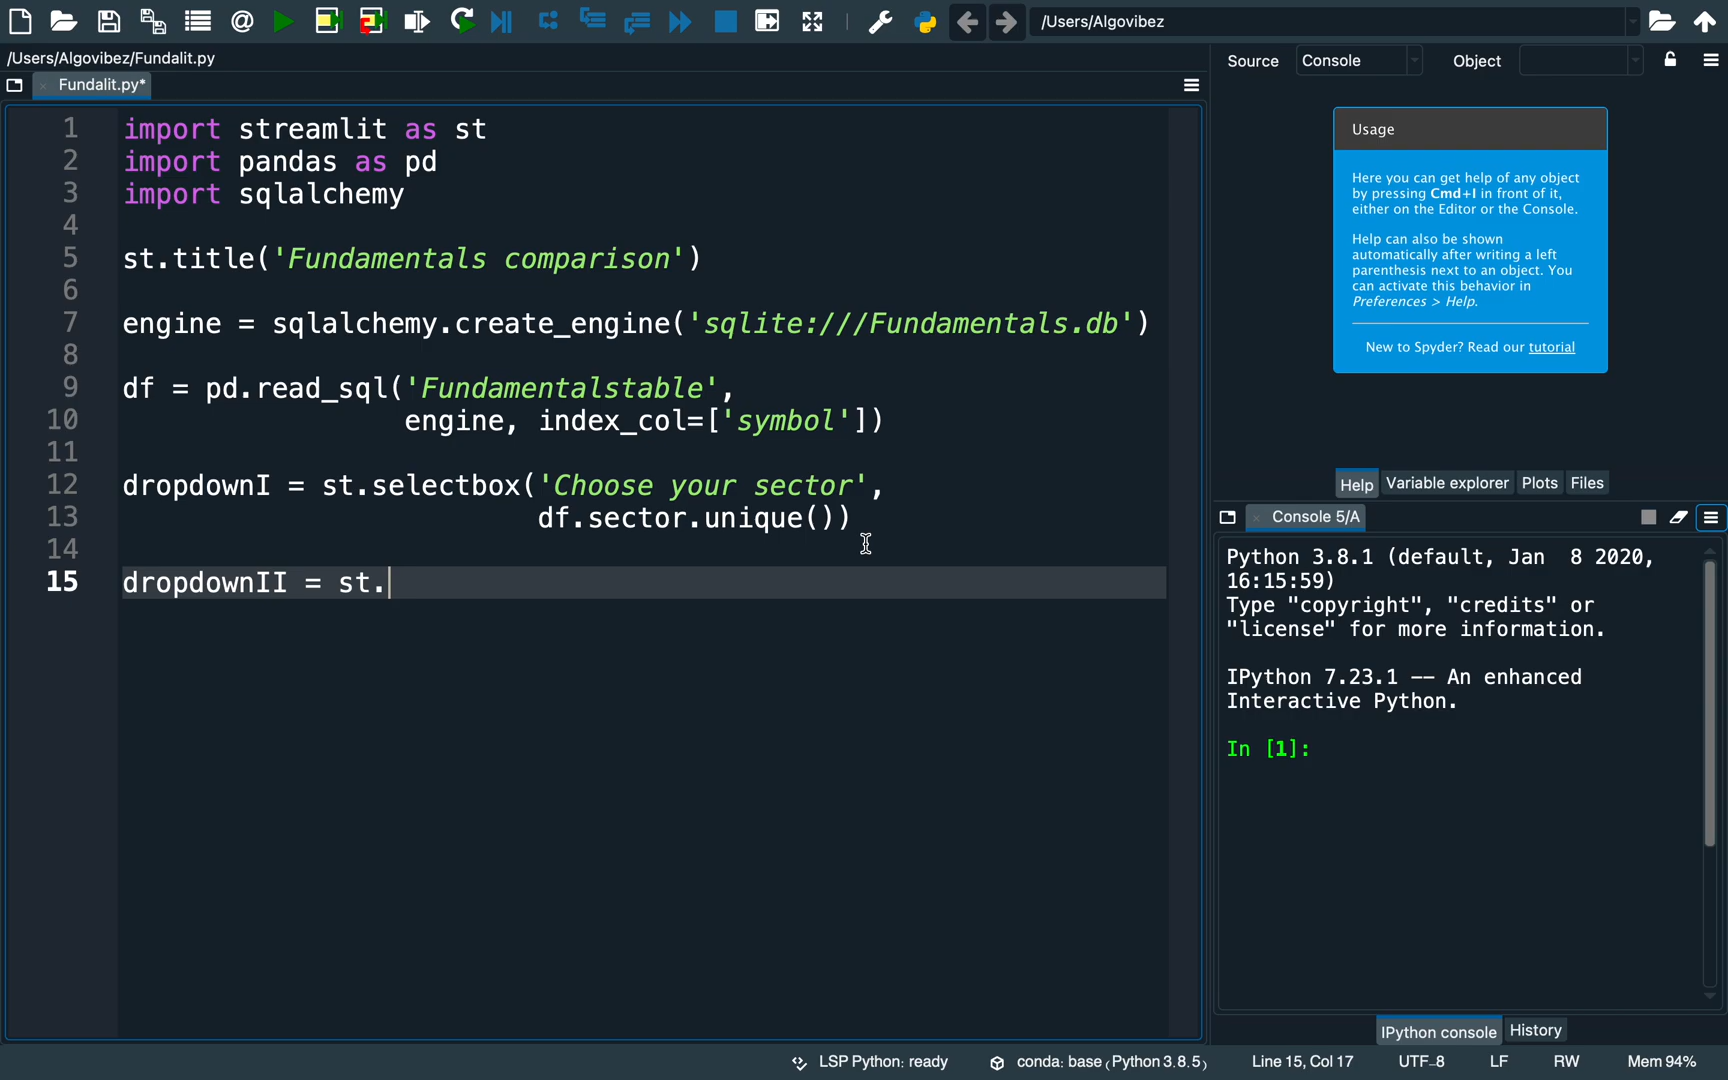 /Users/Algovibez
/Users/Algovibez/Fundalit.py
Fundalit.py*
1 import streamlit as st
2 import pandas as pd
3 import sqlalchemy
4
5 st.title('Fundamentals comparison')
6
7 engine = sqlalchemy.create_engine('sqlite:///Fundamentals.db')
8
9 df = pd.read_sql('Fundamentalstable',
10 engine, index_col=['symbol'])
11
12 dropdownI = st.selectbox('Choose your sector',
13 df.sector.unique())
14
15 dropdownII = st.
Source Console Object
Usage
Here you can get help of any object
by pressing Cmd+I in front of it,
either on the Editor or the Console.
Help can also be shown
automatically after writing a left
parenthesis next to an object. You
can activate this behavior in
Preferences > Help.
New to Spyder? Read our tutorial
Help Variable explorer Plots Files
Console 5/A
Python 3.8.1 (default, Jan  8 2020,
16:15:59)
Type "copyright", "credits" or
"license" for more information.
IPython 7.23.1 -- An enhanced
Interactive Python.
In [1]:
IPython console History
LSP Python: ready conda: base (Python 3.8.5) Line 15, Col 17 UTF-8 LF RW Mem 94%